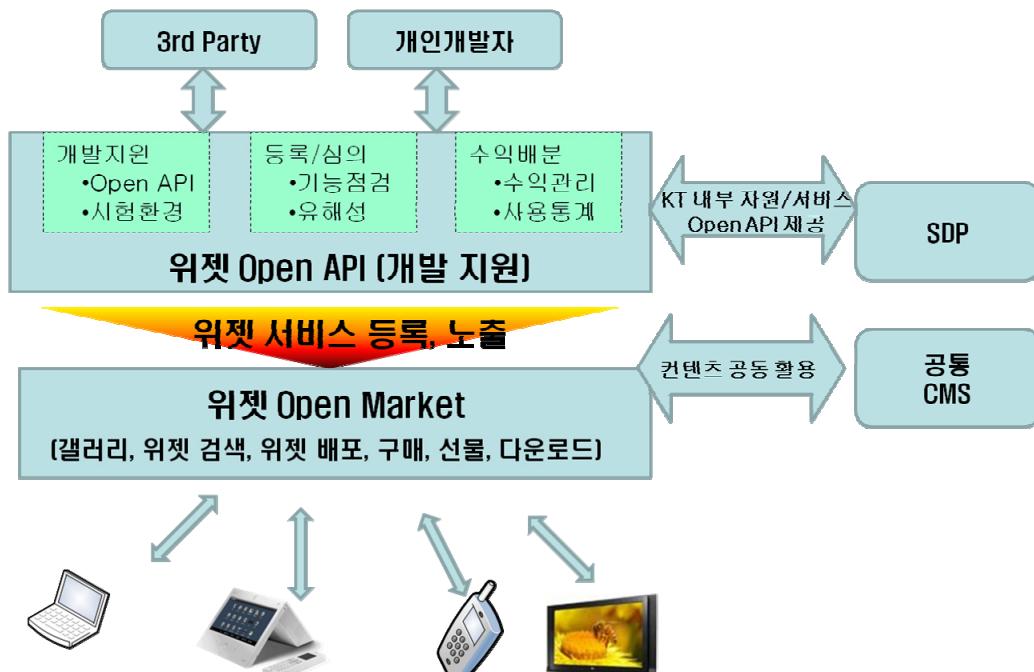 3rd Party
개인개발자
개발지원
•Open API
•시험환경
등록/심의
•기능점검
•유해성
수익배분
•수익관리
•사용통계
위젯 Open API (개발 지원)
KT 내부 자원/서비스
Open API 제공
SDP
위젯 서비스 등록, 노출
위젯 Open Market
(갤러리, 위젯 검색, 위젯 배포, 구매, 선물, 다운로드)
컨텐츠 공동 활용
공통
CMS